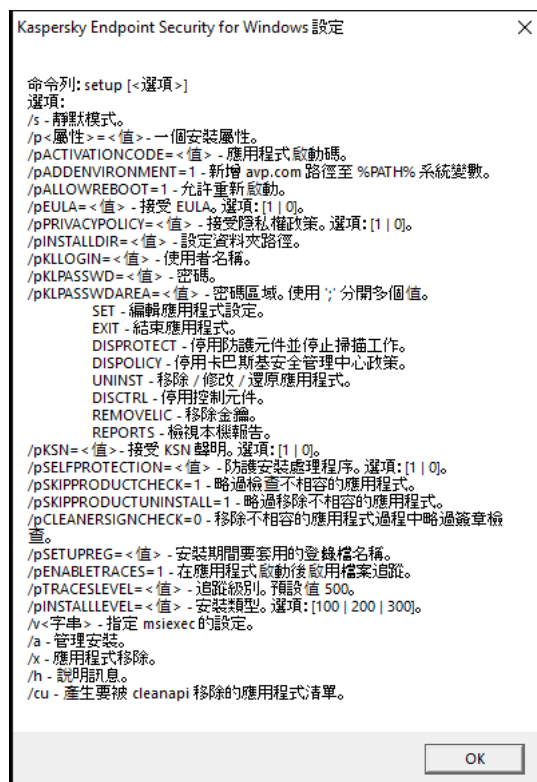 Kaspersky Endpoint Security for Windows 設定
命令列: setup [<選項>]
選項:
/s - 靜默模式。
/p<屬性>=<值> - 一個安裝屬性。
/pACTIVATIONCODE=<值> - 應用程式啟動碼。
/pADDENVIRONMENT=1 - 新增 avp.com 路徑至 %PATH% 系統變數。
/pALLOWREBOOT=1 - 允許重新啟動。
/pEULA=<值> - 接受 EULA。選項: [1 | 0]。
/pPRIVACYPOLICY=<值> - 接受隱私權政策。選項: [1 | 0]。
/pINSTALLDIR=<值> - 設定資料夾路徑。
/pKLLOGIN=<值> - 使用者名稱。
/pKLPASSWD=<值> - 密碼。
/pKLPASSWDAREA=<值> - 密碼區域。使用 ';' 分開多個值。
SET - 編輯應用程式設定。
EXIT - 結束應用程式。
DISPROTECT - 停用防護元件並停止掃描工作。
DISPOLICY - 停用卡巴斯基安全管理中心政策。
UNINST - 移除 / 修改 / 還原應用程式。
DISCTRL - 停用控制元件。
REMOVELIC - 移除金鑰。
REPORTS - 檢視本機報告。
/pKSN=<值> - 接受 KSN 聲明。選項: [1 | 0]。
/pSELFPROTECTION=<值> - 防護安裝處理程序。選項: [1 | 0]。
/pSKIPPRODUCTCHECK=1 - 略過檢查不相容的應用程式。
/pSKIPPRODUCTUNINSTALL=1 - 略過移除不相容的應用程式。
/pCLEANERSIGNCHECK=0 - 移除不相容的應用程式過程中略過簽章檢
查。
/pSETUPREG=<值> - 安裝期間要套用的登錄檔名稱。
/pENABLETRACES=1 - 在應用程式啟動後啟用檔案追蹤。
/pTRACESLEVEL=<值> - 追蹤級別。預設值 500。
/pINSTALLLEVEL=<值> - 安裝類型。選項: [100 | 200 | 300]。
/v<字串> - 指定 msiexec 的設定。
/a - 管理安裝。
/x - 應用程式移除。
/h - 說明訊息。
/cu - 產生要被 cleanapi 移除的應用程式清單。
OK